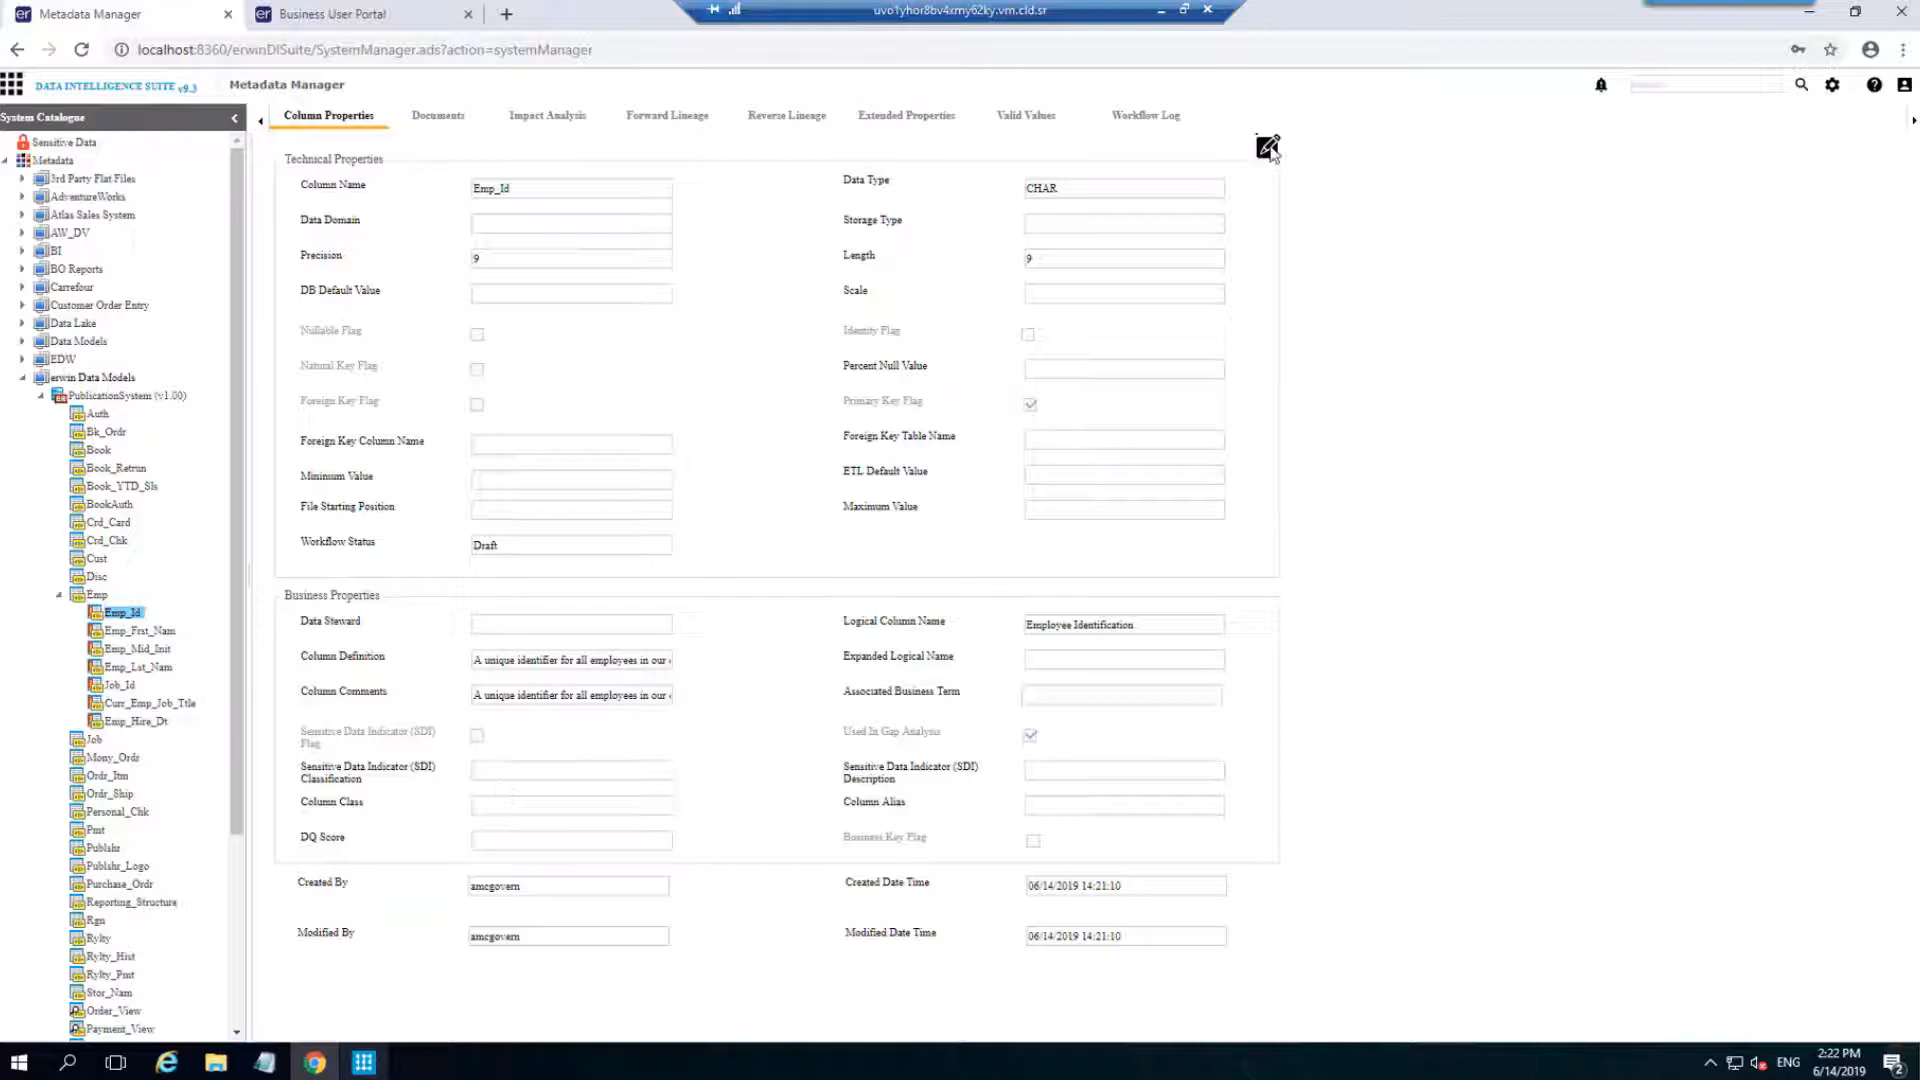 Metadata Manager
Business User Portal
uvo1yhor8bv4xmy62ky.vm.cld.sr
localhost:8360/erwinDISuite/SystemManager.ads?action=systemManager
DATA INTELLIGENCE SUITE v9.3
Metadata Manager
System Catalogue
Sensitive Data
Metadata
3rd Party Flat Files
AdventureWorks
Atlas Sales System
AW_DV
BI
BO Reports
Carrefour
Customer Order Entry
Data Lake
Data Models
EDW
erwin Data Models
PublicationSystem (v1.00)
Auth
Bk_Ordr
Book
Book_Retrun
Book_YTD_Sls
BookAuth
Crd_Card
Crd_Chk
Cust
Disc
Emp
Emp_Id
Emp_Frst_Nam
Emp_Mid_Init
Emp_Lst_Nam
Job_Id
Curr_Emp_Job_Ttle
Emp_Hire_Dt
Job
Mony_Ordr
Ordr_Itm
Ordr_Ship
Personal_Chk
Pmt
Publshr
Publshr_Logo
Purchase_Ordr
Reporting_Structure
Rgn
Rylty
Rylty_Hist
Rylty_Pmt
Stor_Nam
Order_View
Payment_View
Column Properties Documents Impact Analysis Forward Lineage Reverse Lineage Extended Properties Valid Values Workflow Log
Technical Properties
Column Name Emp_Id Data Type CHAR
Data Domain Storage Type
Precision 9 Length 9
DB Default Value Scale
Nullable Flag Identity Flag
Natural Key Flag Percent Null Value
Foreign Key Flag Primary Key Flag
Foreign Key Column Name Foreign Key Table Name
Minimum Value ETL Default Value
File Starting Position Maximum Value
Workflow Status Draft
Business Properties
Data Steward Logical Column Name Employee Identification
Column Definition A unique identifier for all employees in our Expanded Logical Name
Column Comments A unique identifier for all employees in our Associated Business Term
Sensitive Data Indicator (SDI) Flag Used In Gap Analysis
Sensitive Data Indicator (SDI) Classification Sensitive Data Indicator (SDI) Description
Column Class Column Alias
DQ Score Business Key Flag
Created By amcgovern Created Date Time 06/14/2019 14:21:10
Modified By amcgovern Modified Date Time 06/14/2019 14:21:10
ENG
2:22 PM
6/14/2019
2